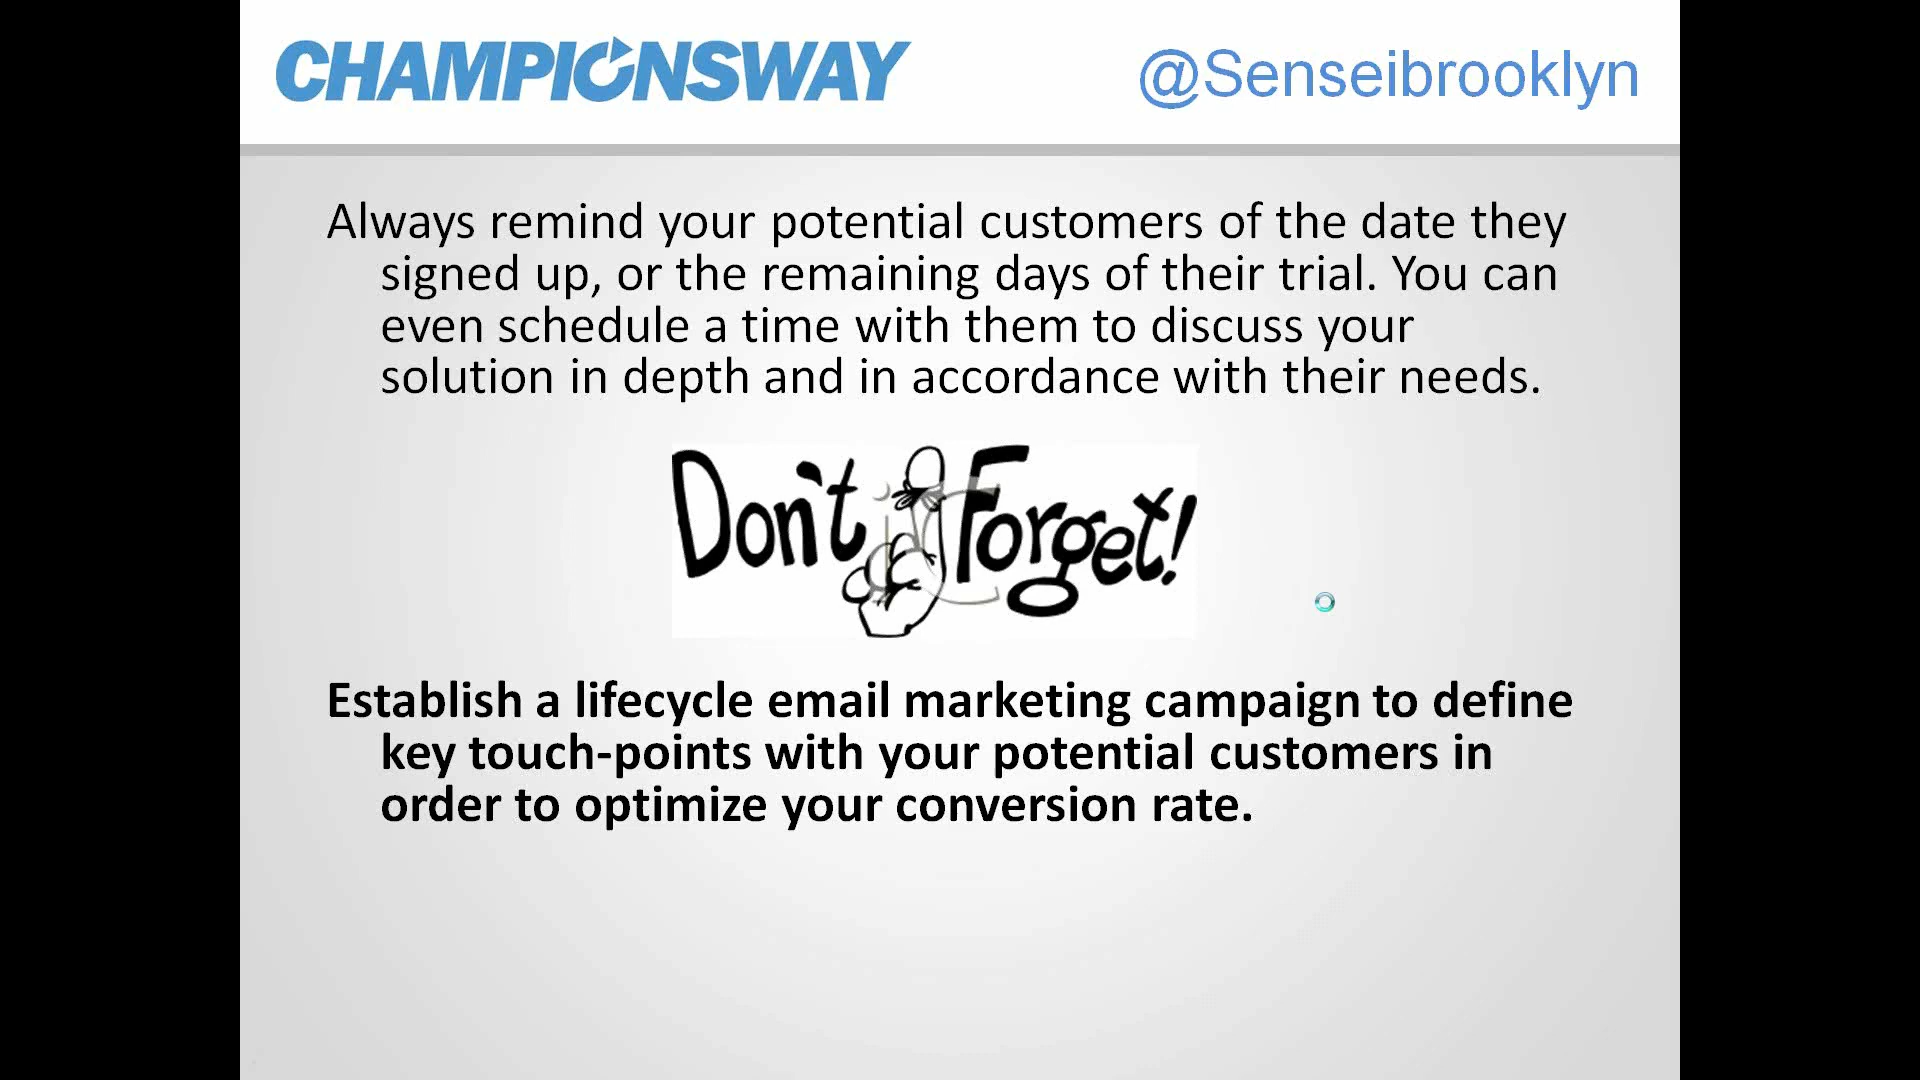 CHAMPIONSWAY
@Senseibrooklyn
Always remind your potential customers of the date they
signed up, or the remaining days of their trial. You can
even schedule a time with them to discuss your
solution in depth and in accordance with their needs.
Don't Forget!
Establish a lifecycle email marketing campaign to define
key touch-points with your potential customers in
order to optimize your conversion rate.